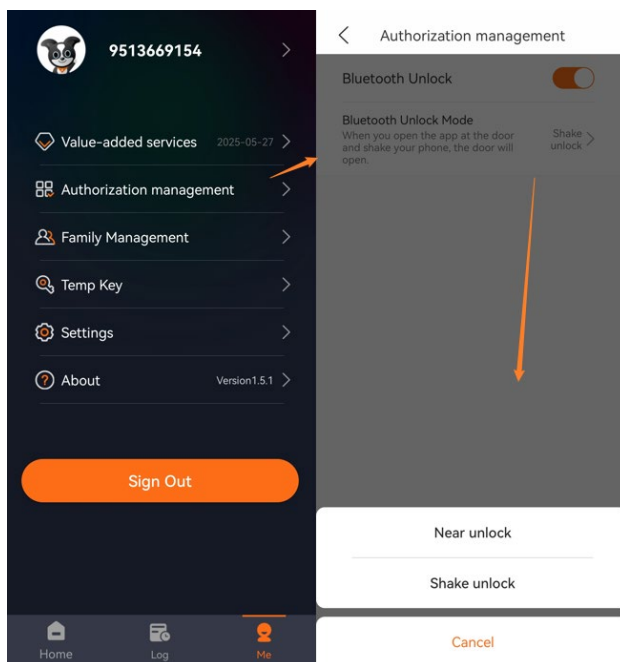 9513669154
Value-added services 2025-05-27
Authorization management
Family Management
Temp Key
Settings
About Version1.5.1
Sign Out
Home Log Me
Authorization management
Bluetooth Unlock
Bluetooth Unlock Mode
When you open the app at the door
and shake your phone, the door will
open.
Shake
unlock
Near unlock
Shake unlock
Cancel